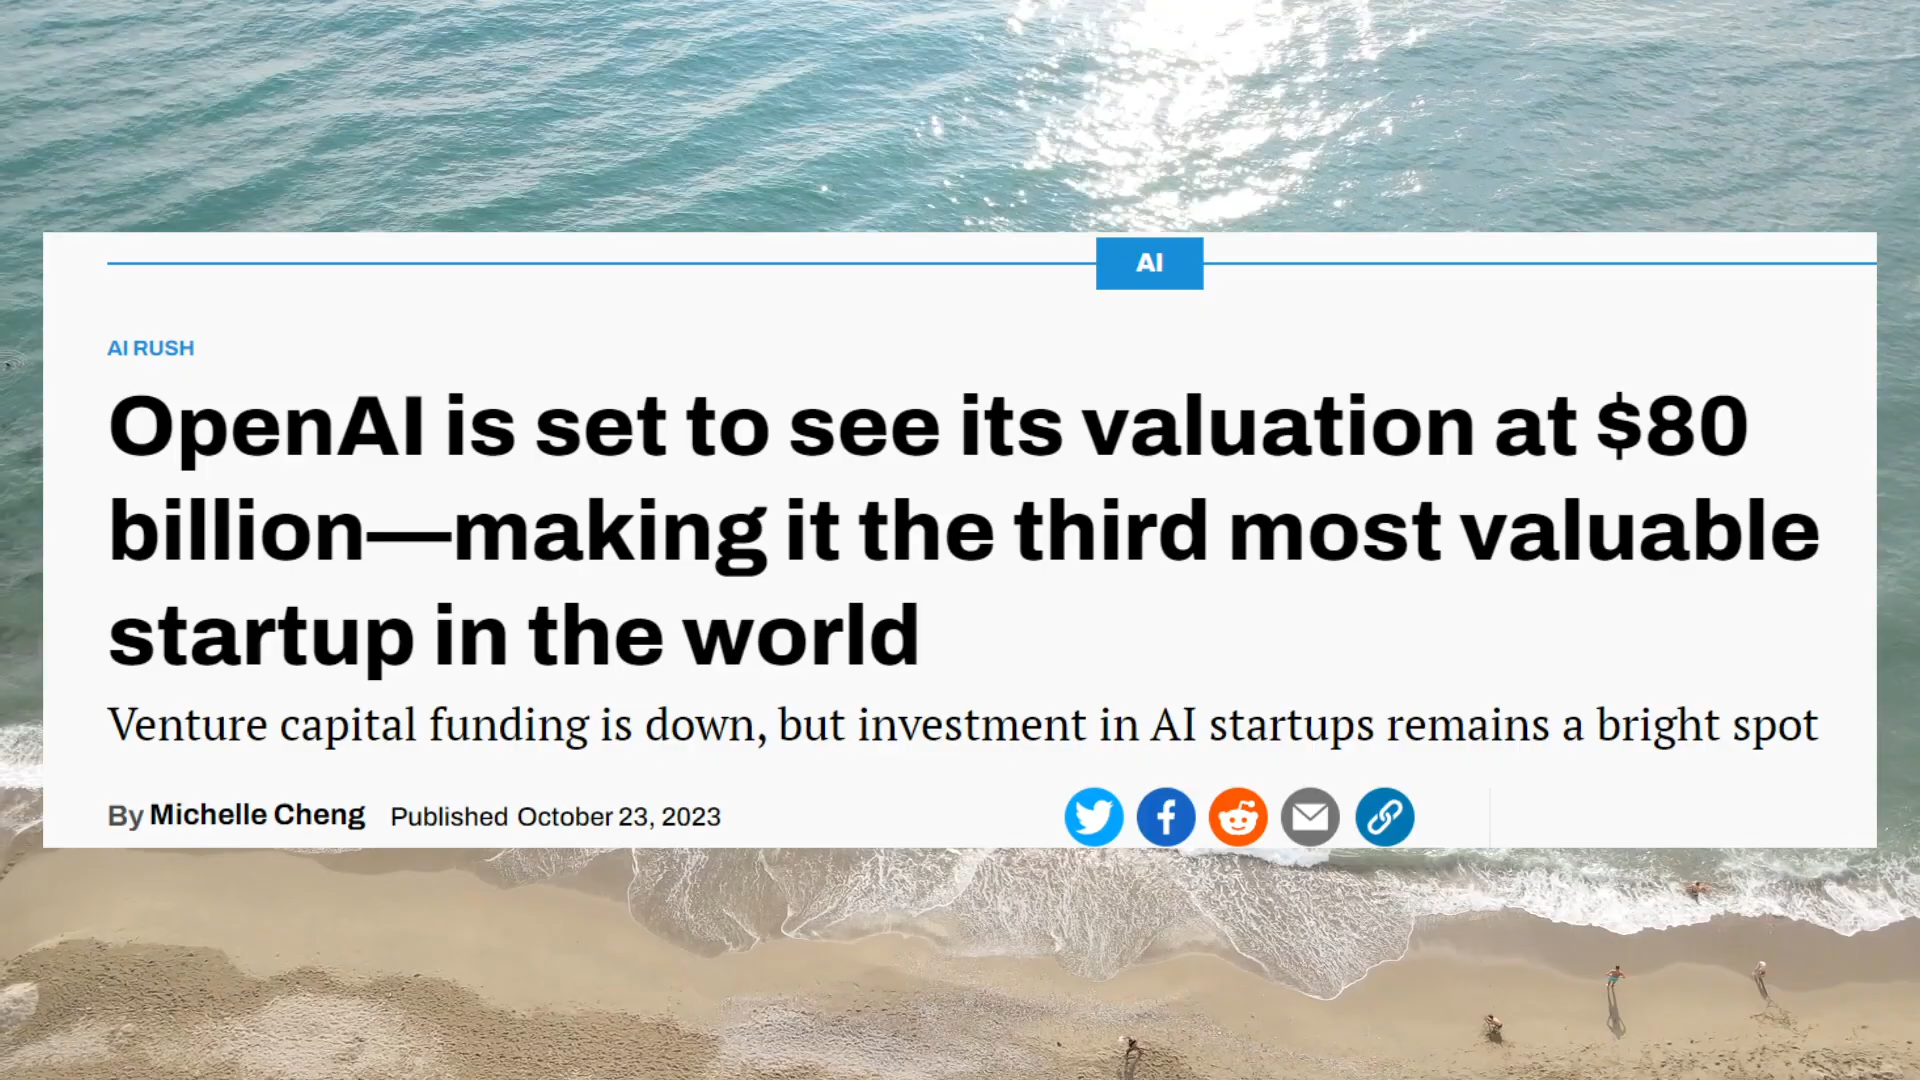 AI
AI RUSH
OpenAI is set to see its valuation at $80
billion—making it the third most valuable
startup in the world
Venture capital funding is down, but investment in AI startups remains a bright spot
By Michelle Cheng Published October 23, 2023